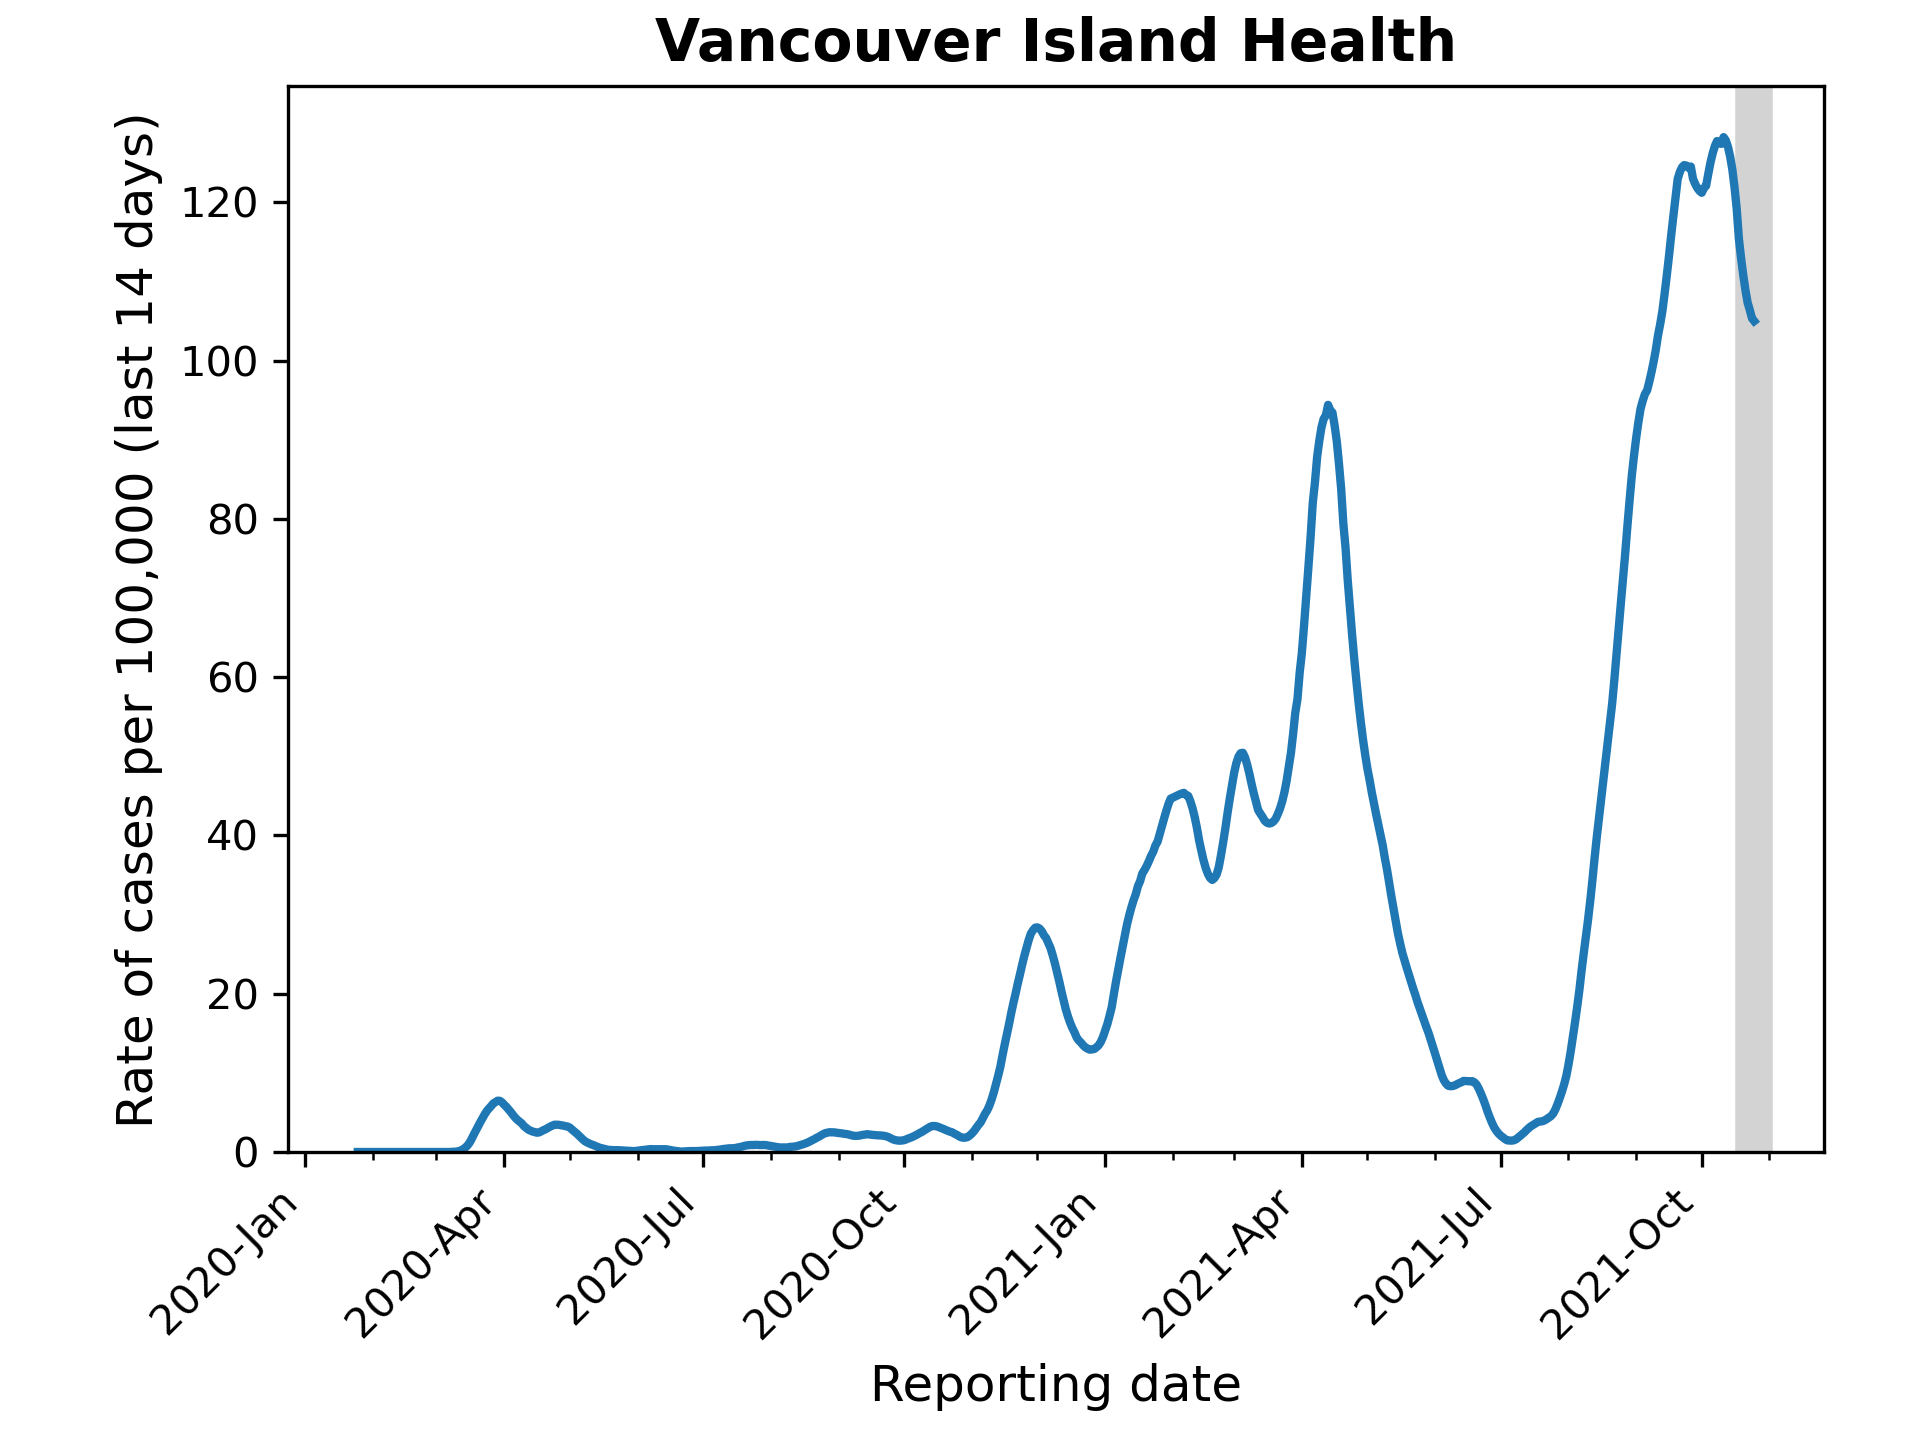 Vancouver Island Health
Rate of cases per 100,000 (last 14 days)
120
100
80
60
40
20
0
2020-Jan
2020-Apr
2020-Jul
2020-Oct
2021-Jan
2021-Apr
2021-Jul
2021-Oct
Reporting date